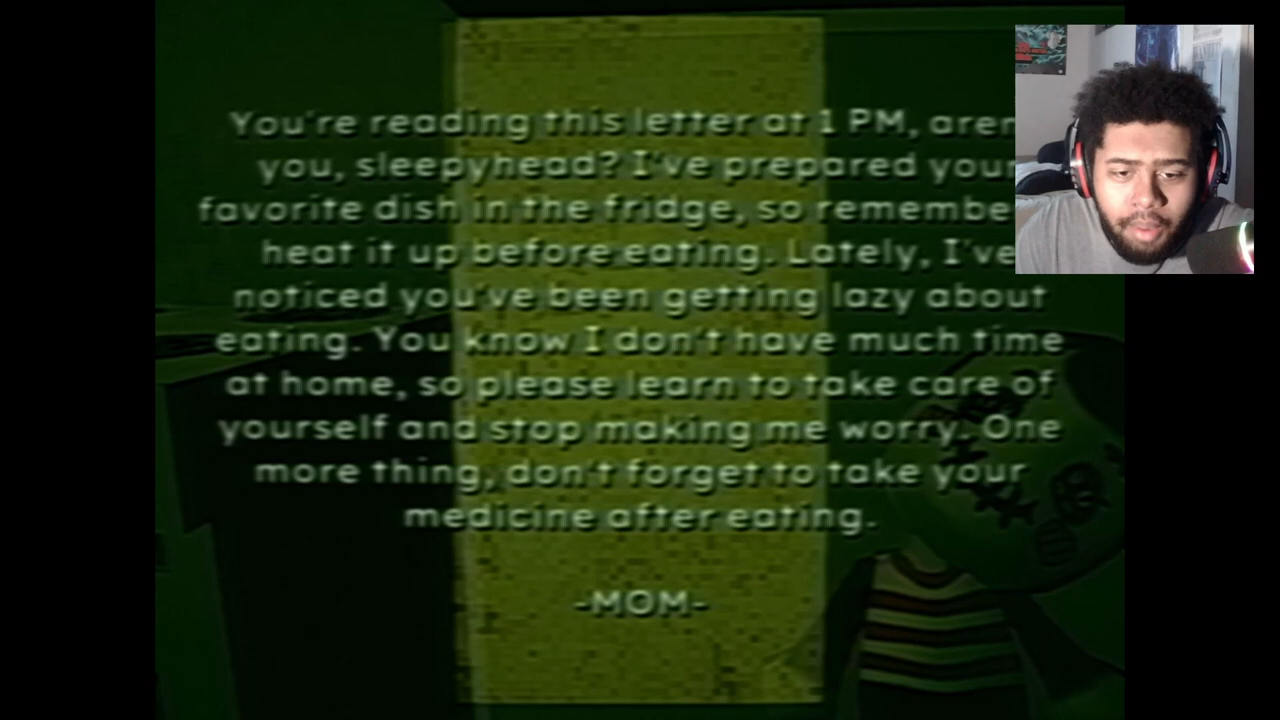 You're reading this letter at 1 PM, aren
you, sleepyhead? I've prepared your
favorite dish in the fridge, so remembe
heat it up before eating. Lately, I've
noticed you've been getting lazy about
eating. You know I don't have much time
at home, so please learn to take care of
yourself and stop making me worry. One
more thing, don't forget to take your
medicine after eating.
-MOM-